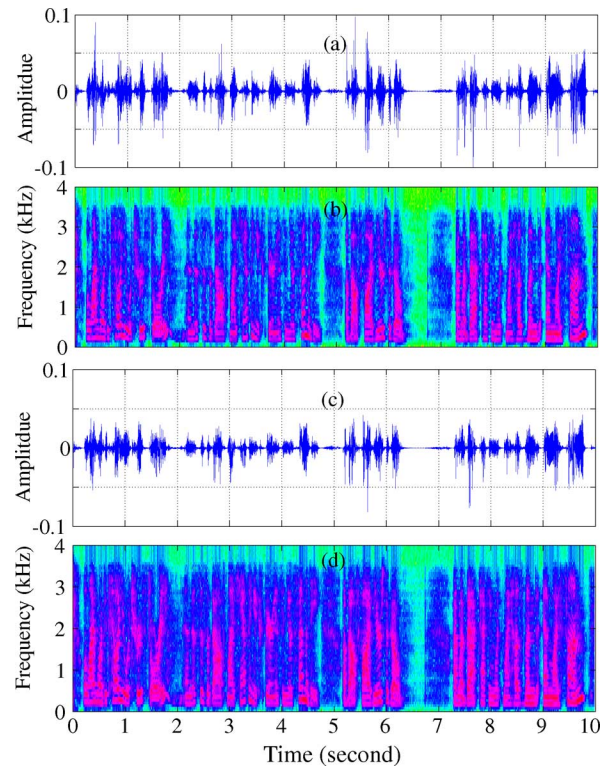 0.1
(a)
Amplitdue
0
-0.1
4
(b)
Frequency (kHz)
3
2
1
0
0.1
(c)
Amplitdue
0
-0.1
4
(d)
Frequency (kHz)
3
2
1
0
0 1 2 3 4 5 6 7 8 9 10
Time (second)